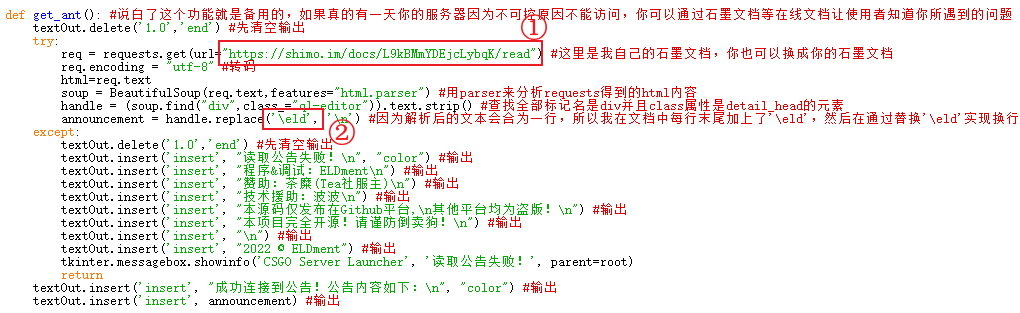 ①
def get_ant(): #说白了这个功能就是备用的，如果真的有一天你的服务器因为不可控原因不能访问，你可以通过石墨文档等在线文档让使用者知道你所遇到的问题
    textOut.delete('1.0','end') #先清空输出
    try:
        req = requests.get(url="https://shimo.im/docs/L9kBMmYDEjcLybqK/read") #这里是我自己的石墨文档，你也可以换成你的石墨文档
        req.encoding = "utf-8" #转码
        html=req.text
        soup = BeautifulSoup(req.text,features="html.parser") #用parser来分析requests得到的html内容
        handle = (soup.find("div",class_="ql-editor")).text.strip() #查找全部标记名是div并且class属性是detail_head的元素
        announcement = handle.replace('\eld', '\n') #因为解析后的文本会合为一行，所以我在文档中每行末尾加上了'\eld'，然后在通过替换'\eld'实现换行
②
    except:
        textOut.delete('1.0','end') #先清空输出
        textOut.insert('insert', "读取公告失败！\n", "color") #输出
        textOut.insert('insert', "程序&调试：ELDment\n") #输出
        textOut.insert('insert', "赞助：茶糜(Tea社服主)\n") #输出
        textOut.insert('insert', "技术援助：波波\n") #输出
        textOut.insert('insert', "本源码仅发布在Github平台,\n其他平台均为盗版！\n") #输出
        textOut.insert('insert', "本项目完全开源！请谨防倒卖狗！\n") #输出
        textOut.insert('insert', "\n") #输出
        textOut.insert('insert', "2022 © ELDment") #输出
        tkinter.messagebox.showinfo('CSGO Server Launcher', '读取公告失败！', parent=root)
        return
    textOut.insert('insert', "成功连接到公告！公告内容如下：\n", "color") #输出
    textOut.insert('insert', announcement) #输出